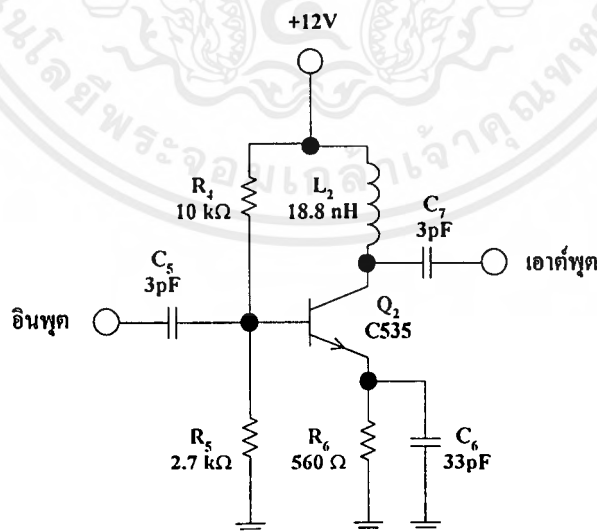 +12V
R₄
10 kΩ
L₂
18.8 nH
C₇
3pF
เอาต์พุต
C₅
3pF
อินพุต
Q₂
C535
R₅
2.7 kΩ
R₆
560 Ω
C₆
33pF